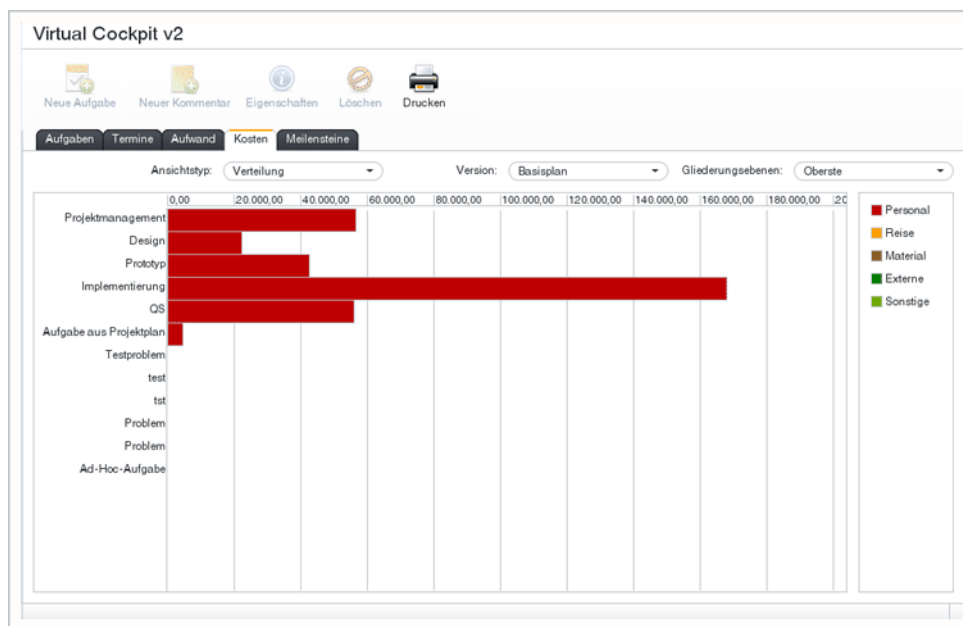 Virtual Cockpit v2
Neue Aufgabe Neuer Kommentar Eigenschaften Löschen Drucken
Aufgaben Termine Aufwand Kosten Meilensteine
Ansichtstyp: Verteilung Version: Basisplan Gliederungsebenen: Oberste
0,00 20.000,00 40.000,00 60.000,00 80.000,00 100.000,00 120.000,00 140.000,00 160.000,00 180.000,00
Projektmanagement
Design
Prototyp
Implementierung
QS
Aufgabe aus Projektplan
Testproblem
test
tst
Problem
Problem
Ad-Hoc-Aufgabe
Personal
Reise
Material
Externe
Sonstige